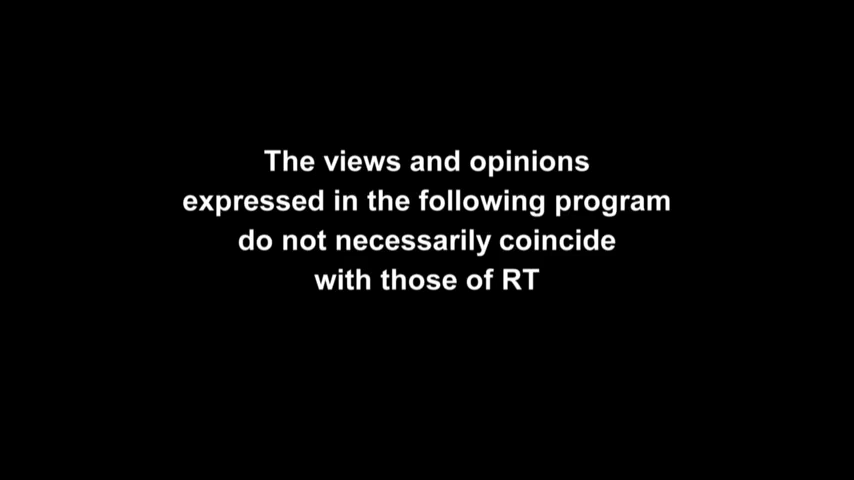 The views and opinions
expressed in the following program
do not necessarily coincide
with those of RT